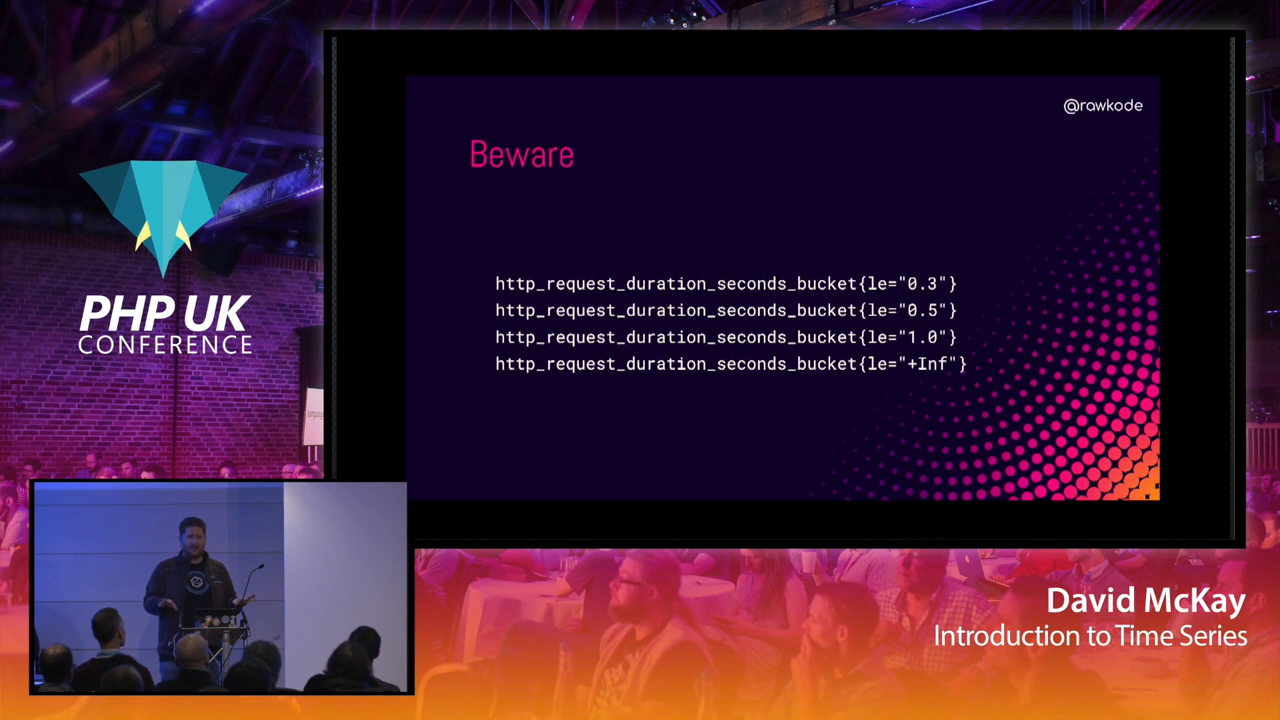 @rawkode
Beware
http_request_duration_seconds_bucket{le="0.3"}
http_request_duration_seconds_bucket{le="0.5"}
http_request_duration_seconds_bucket{le="1.0"}
http_request_duration_seconds_bucket{le="+Inf"}
PHP UK
CONFERENCE
David McKay
Introduction to Time Series